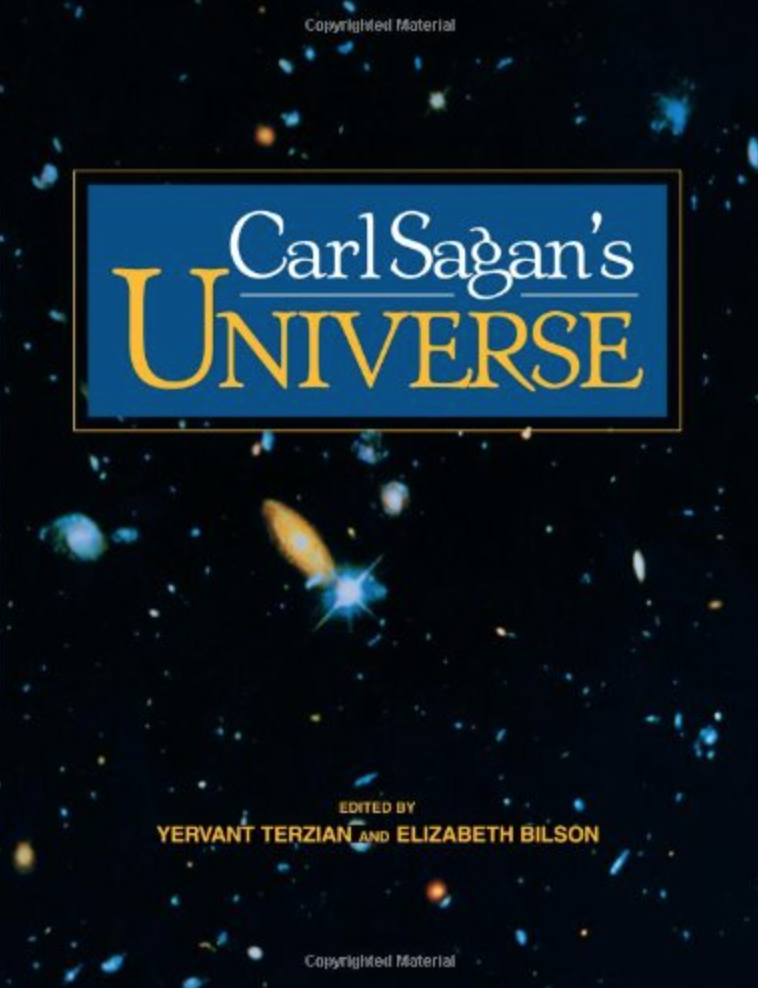 Copyrighted Material
Carl Sagan's
UNIVERSE
EDITED BY
YERVANT TERZIAN AND ELIZABETH BILSON
Copyrighted Material